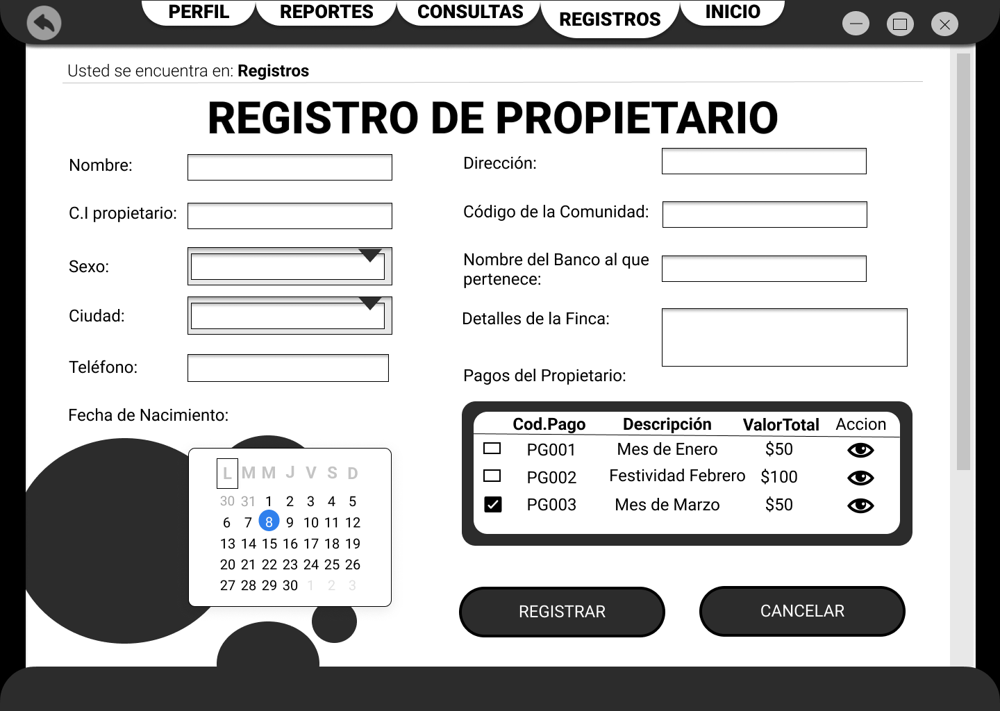 PERFIL REPORTES CONSULTAS REGISTROS INICIO
Usted se encuentra en: Registros
REGISTRO DE PROPIETARIO
Nombre:
C.I propietario:
Sexo:
Ciudad:
Teléfono:
Fecha de Nacimiento:
L M M J V S D
30 31 1 2 3 4 5
6 7 8 9 10 11 12
13 14 15 16 17 18 19
20 21 22 23 24 25 26
27 28 29 30 1 2 3
Dirección:
Código de la Comunidad:
Nombre del Banco al que
pertenece:
Detalles de la Finca:
Pagos del Propietario:
Cod.Pago Descripción ValorTotal Accion
PG001 Mes de Enero $50
PG002 Festividad Febrero $100
PG003 Mes de Marzo $50
REGISTRAR CANCELAR